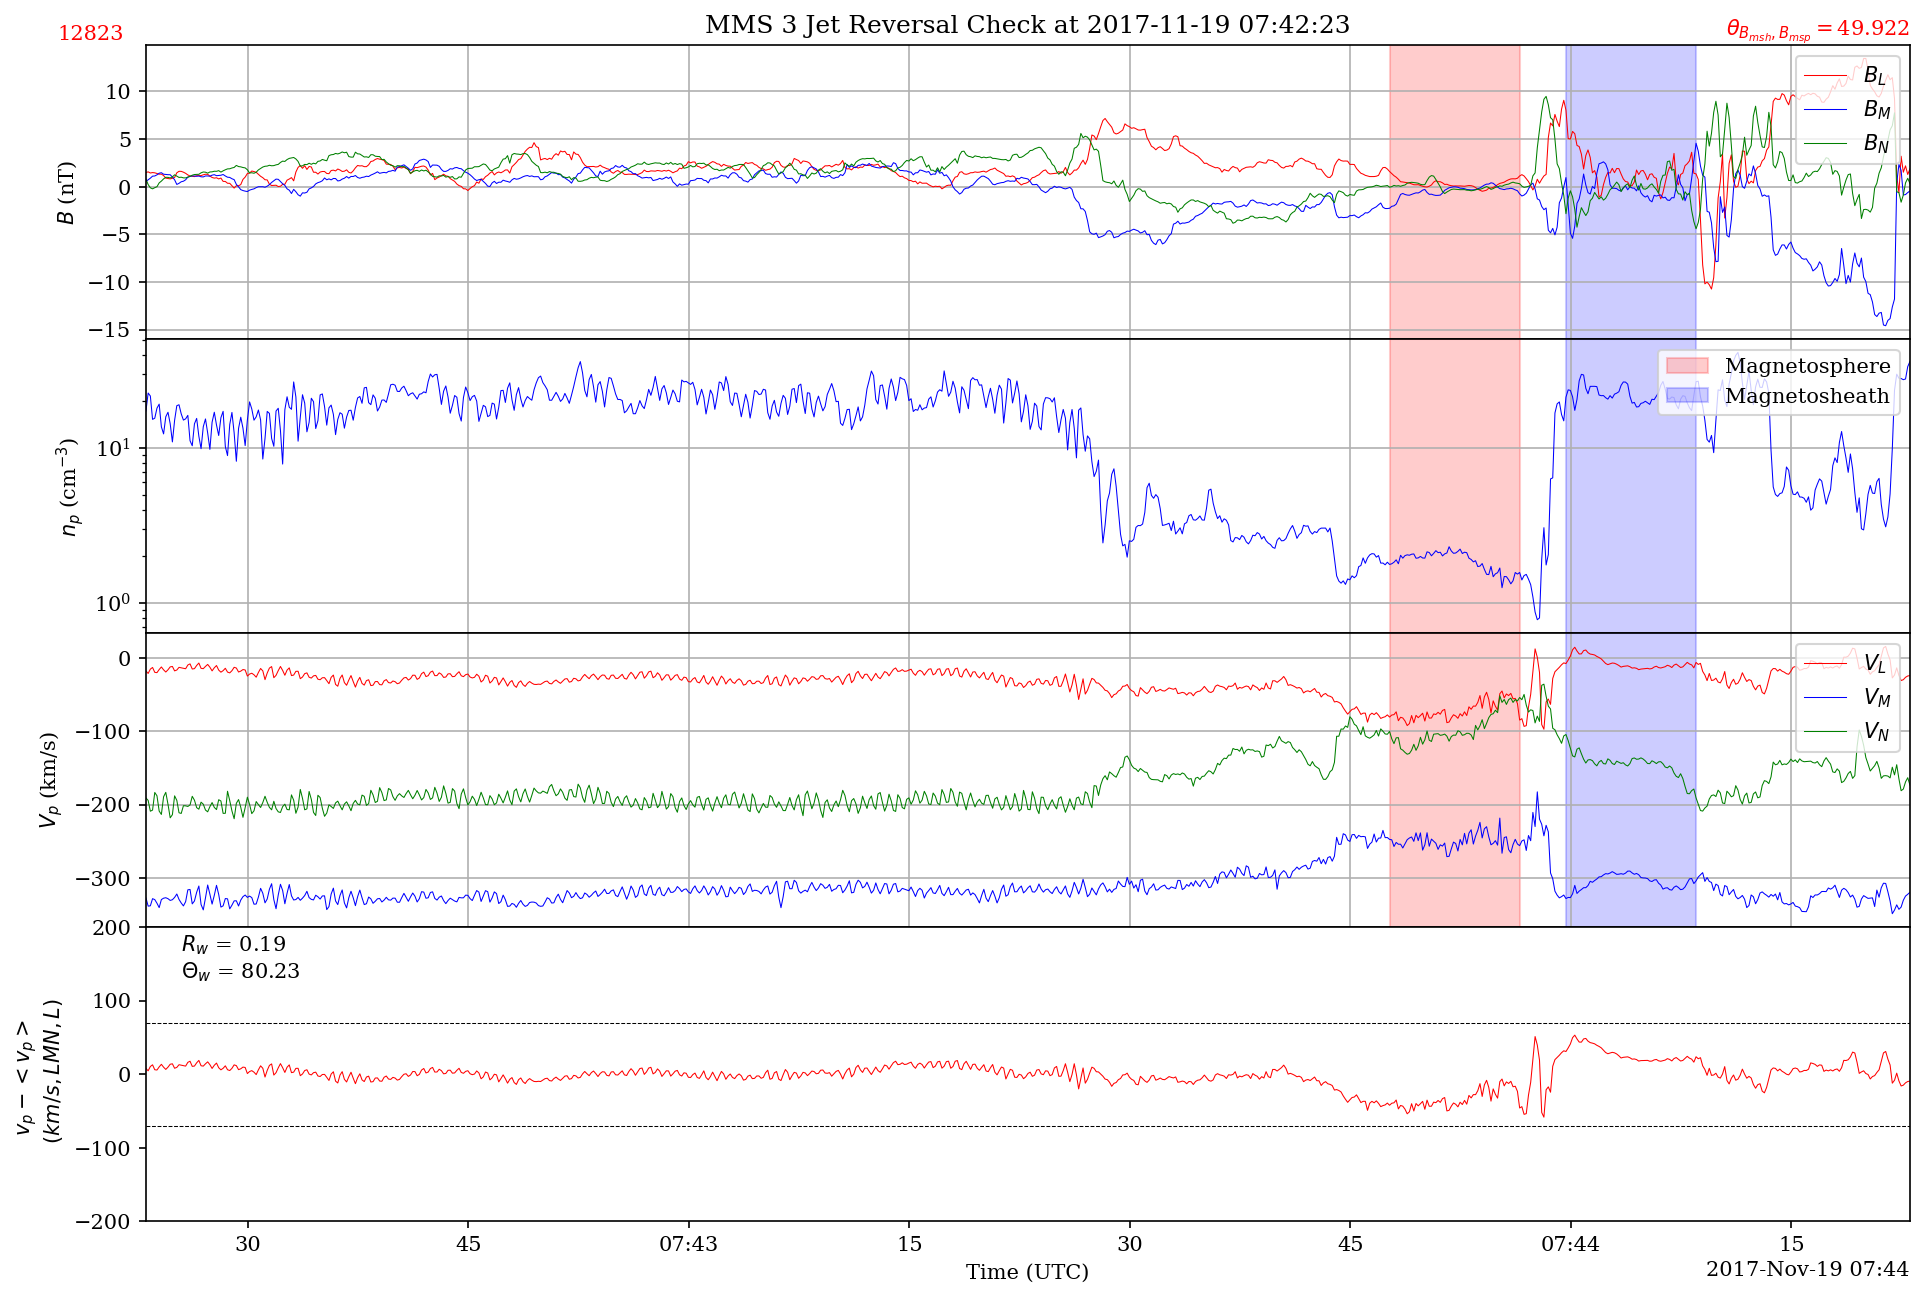 MMS 3 Jet Reversal Check at 2017-11-19 07:42:23
12823
θ_{B_{msh}, B_{msp}} = 49.922
B (nT)
10
5
0
−5
−10
−15
B_L
B_M
B_N
n_p (cm^{−3})
10^1
10^0
Magnetosphere
Magnetosheath
V_p (km/s)
0
−100
−200
−300
V_L
V_M
V_N
v_p − < v_p >
(km/s, LMN, L)
200
100
0
−100
−200
R_w = 0.19
Θ_w = 80.23
30
45
07:43
15
30
45
07:44
15
Time (UTC)
2017-Nov-19 07:44